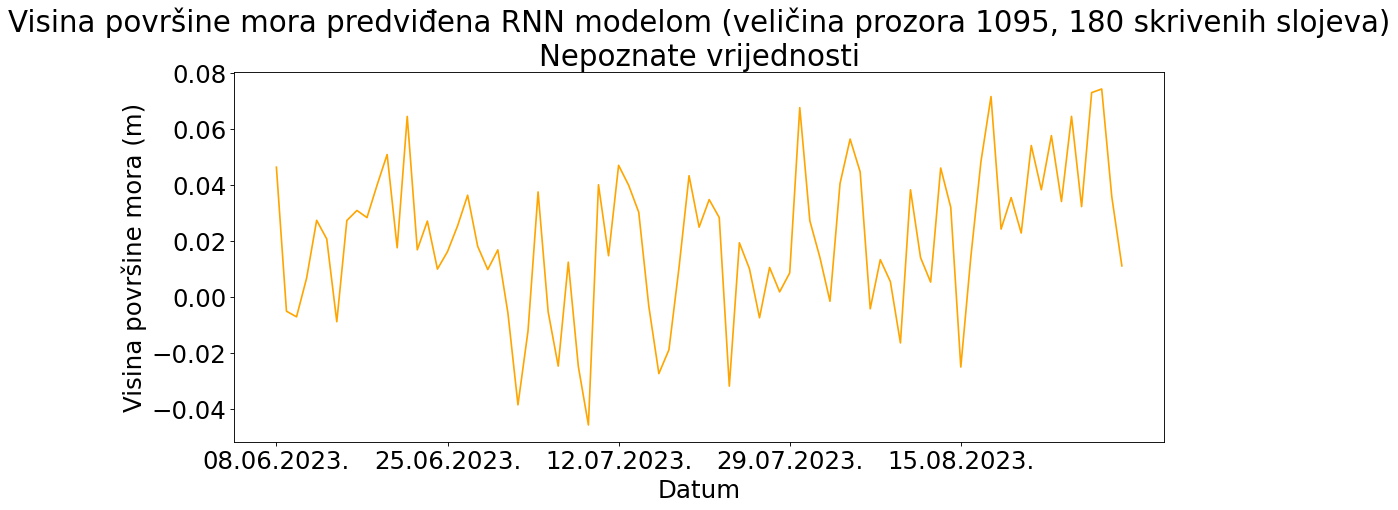 Visina površine mora predviđena RNN modelom (veličina prozora 1095, 180 skrivenih slojeva)
Nepoznate vrijednosti
Visina površine mora (m)
0.08
0.06
0.04
0.02
0.00
−0.02
−0.04
08.06.2023. 25.06.2023. 12.07.2023. 29.07.2023. 15.08.2023.
Datum